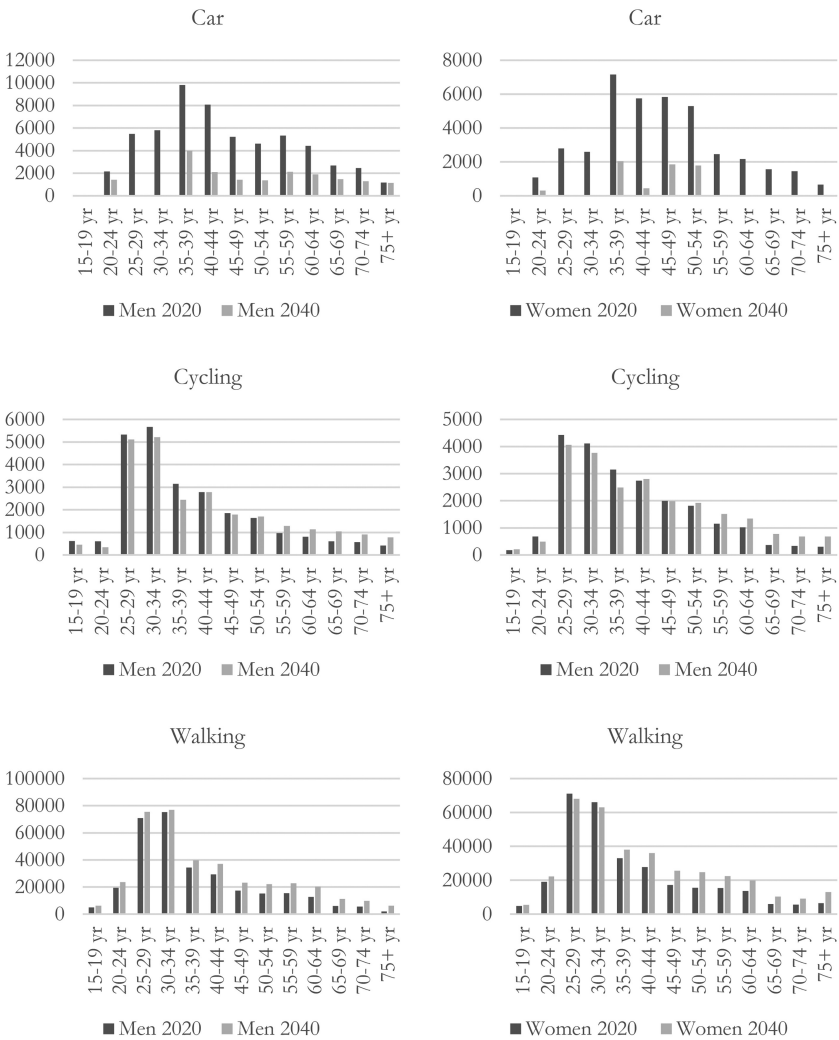 Car
12000
10000
8000
6000
4000
2000
0
15-19 yr
20-24 yr
25-29 yr
30-34 yr
35-39 yr
40-44 yr
45-49 yr
50-54 yr
55-59 yr
60-64 yr
65-69 yr
70-74 yr
75+ yr
Men 2020 Men 2040
Car
8000
6000
4000
2000
0
15-19 yr
20-24 yr
25-29 yr
30-34 yr
35-39 yr
40-44 yr
45-49 yr
50-54 yr
55-59 yr
60-64 yr
65-69 yr
70-74 yr
75+ yr
Women 2020 Women 2040
Cycling
6000
5000
4000
3000
2000
1000
0
15-19 yr
20-24 yr
25-29 yr
30-34 yr
35-39 yr
40-44 yr
45-49 yr
50-54 yr
55-59 yr
60-64 yr
65-69 yr
70-74 yr
75+ yr
Men 2020 Men 2040
Cycling
5000
4000
3000
2000
1000
0
15-19 yr
20-24 yr
25-29 yr
30-34 yr
35-39 yr
40-44 yr
45-49 yr
50-54 yr
55-59 yr
60-64 yr
65-69 yr
70-74 yr
75+ yr
Men 2020 Men 2040
Walking
100000
80000
60000
40000
20000
0
15-19 yr
20-24 yr
25-29 yr
30-34 yr
35-39 yr
40-44 yr
45-49 yr
50-54 yr
55-59 yr
60-64 yr
65-69 yr
70-74 yr
75+ yr
Men 2020 Men 2040
Walking
80000
60000
40000
20000
0
15-19 yr
20-24 yr
25-29 yr
30-34 yr
35-39 yr
40-44 yr
45-49 yr
50-54 yr
55-59 yr
60-64 yr
65-69 yr
70-74 yr
75+ yr
Women 2020 Women 2040